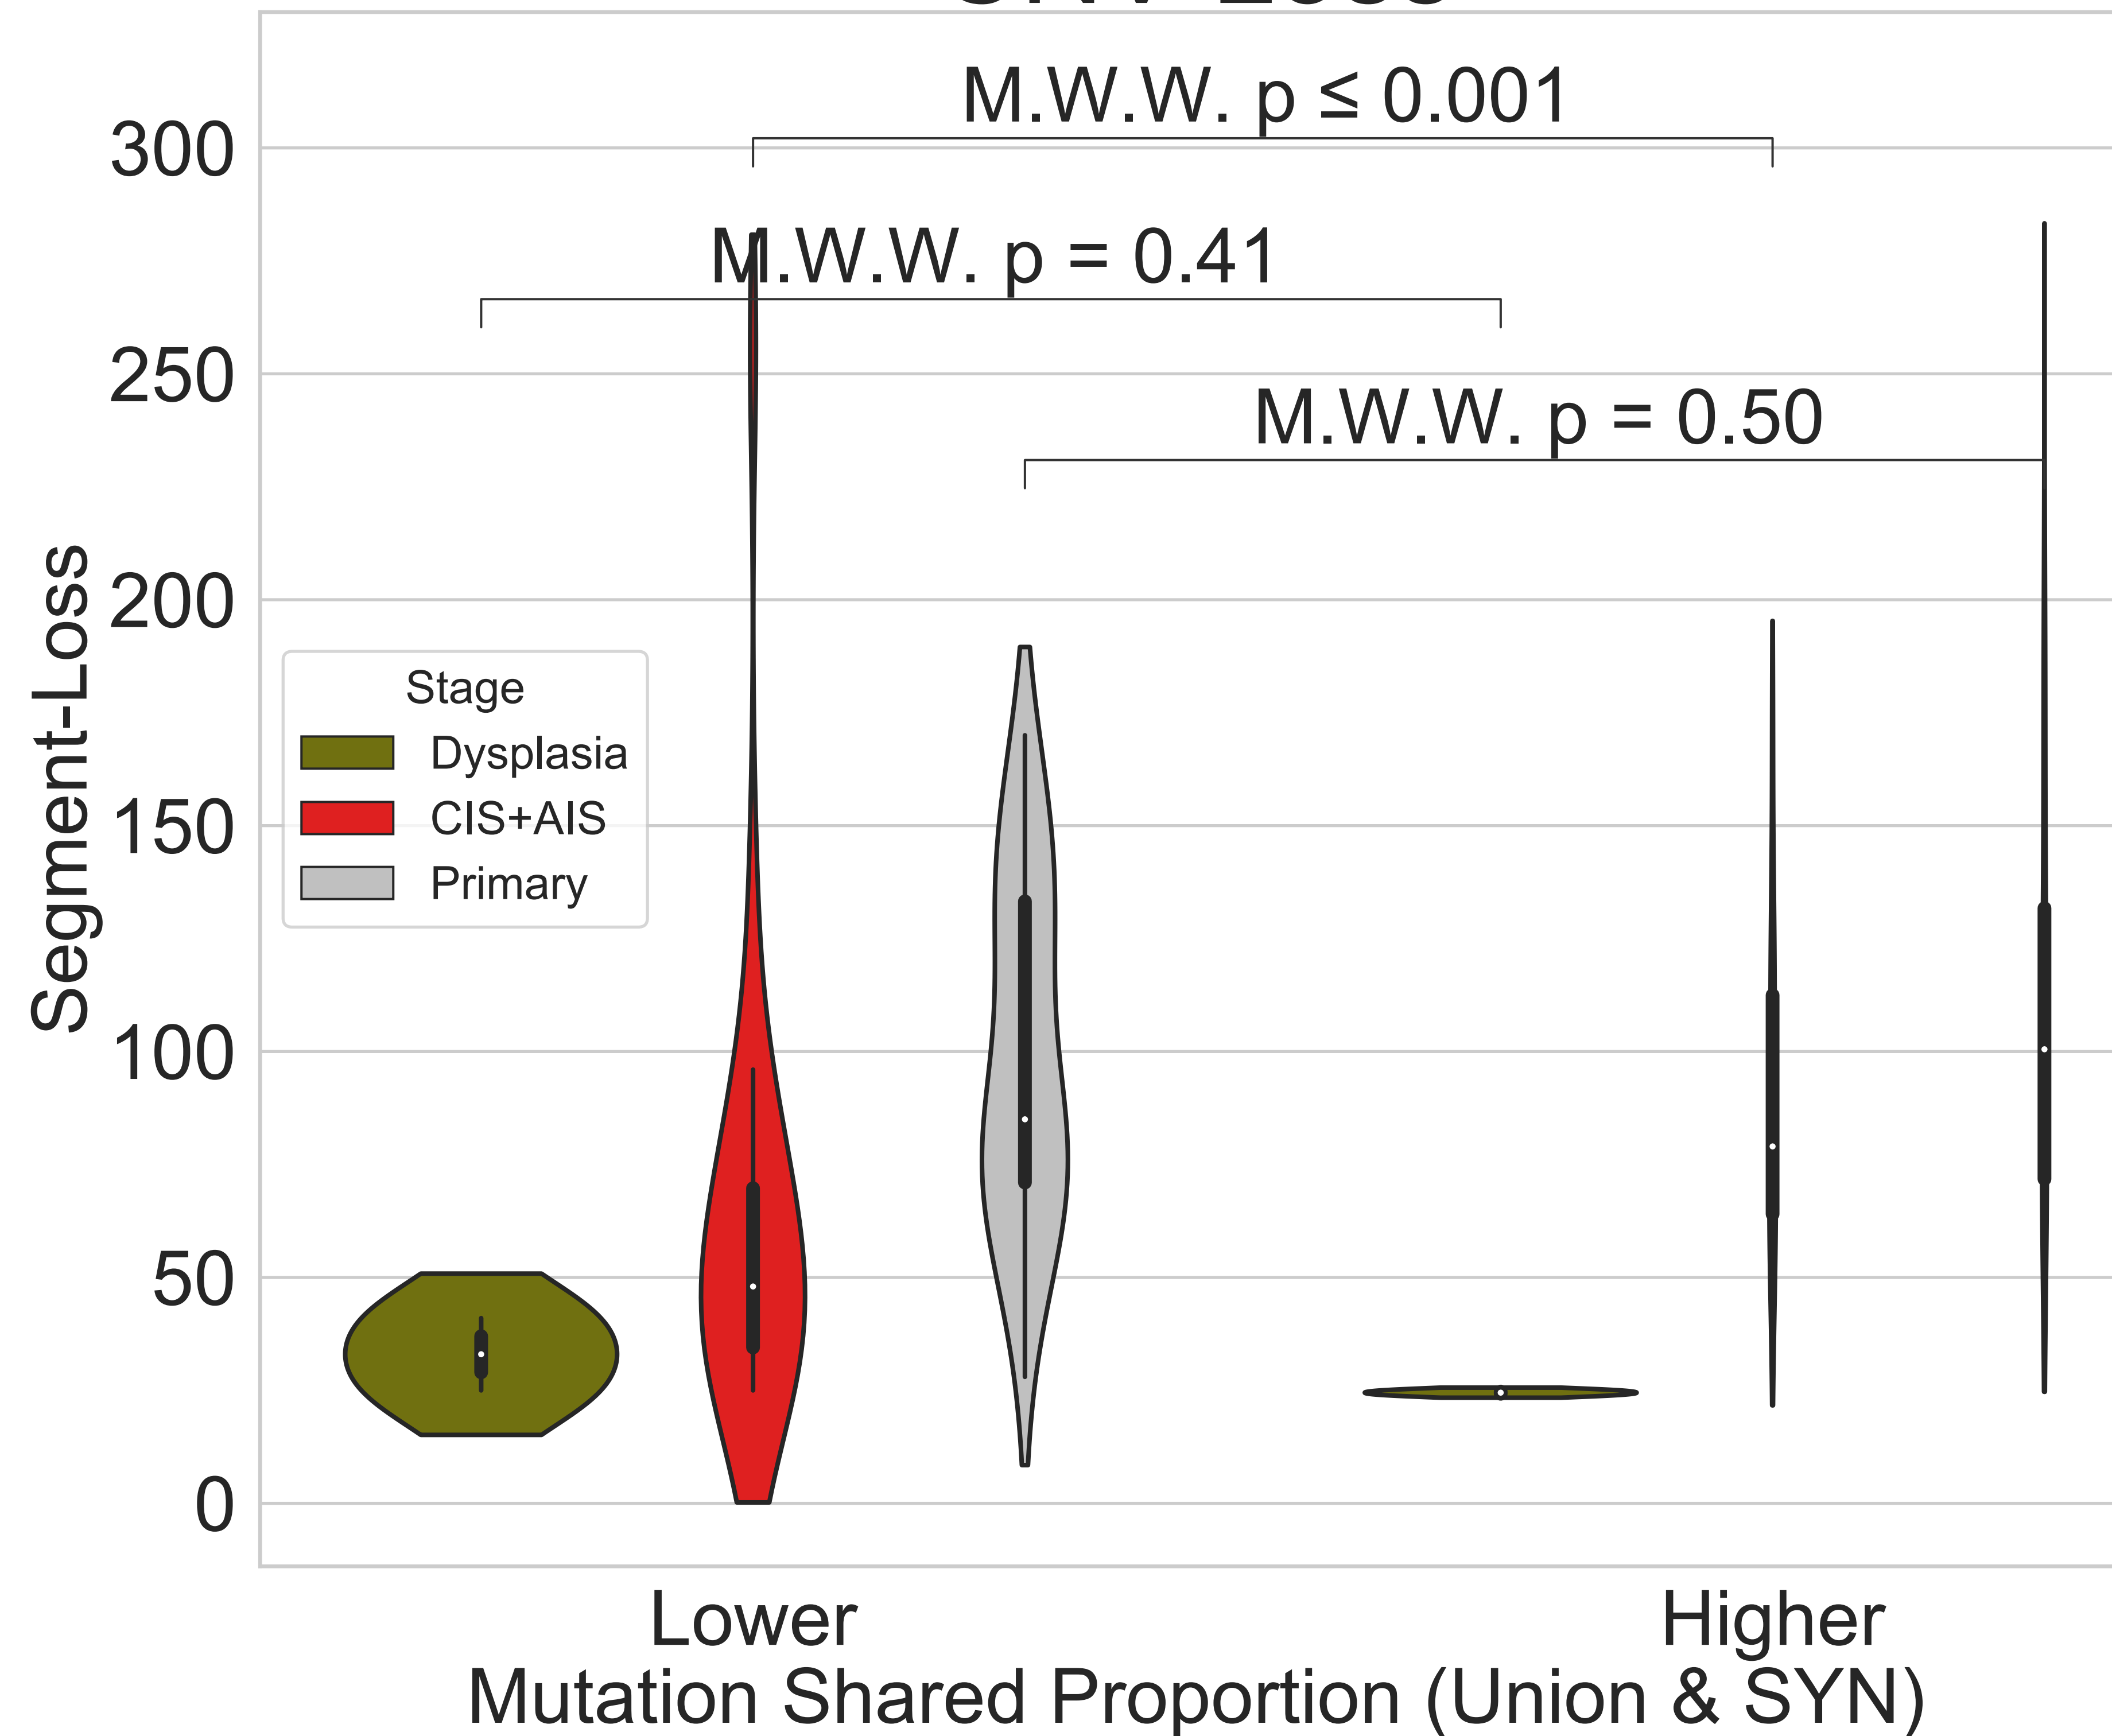 M.W.W. p ≤ 0.001
M.W.W. p = 0.41
M.W.W. p = 0.50
Segment-Loss
300
250
200
150
100
50
0
Stage
Dysplasia
CIS+AIS
Primary
Lower
Higher
Mutation Shared Proportion (Union & SYN)